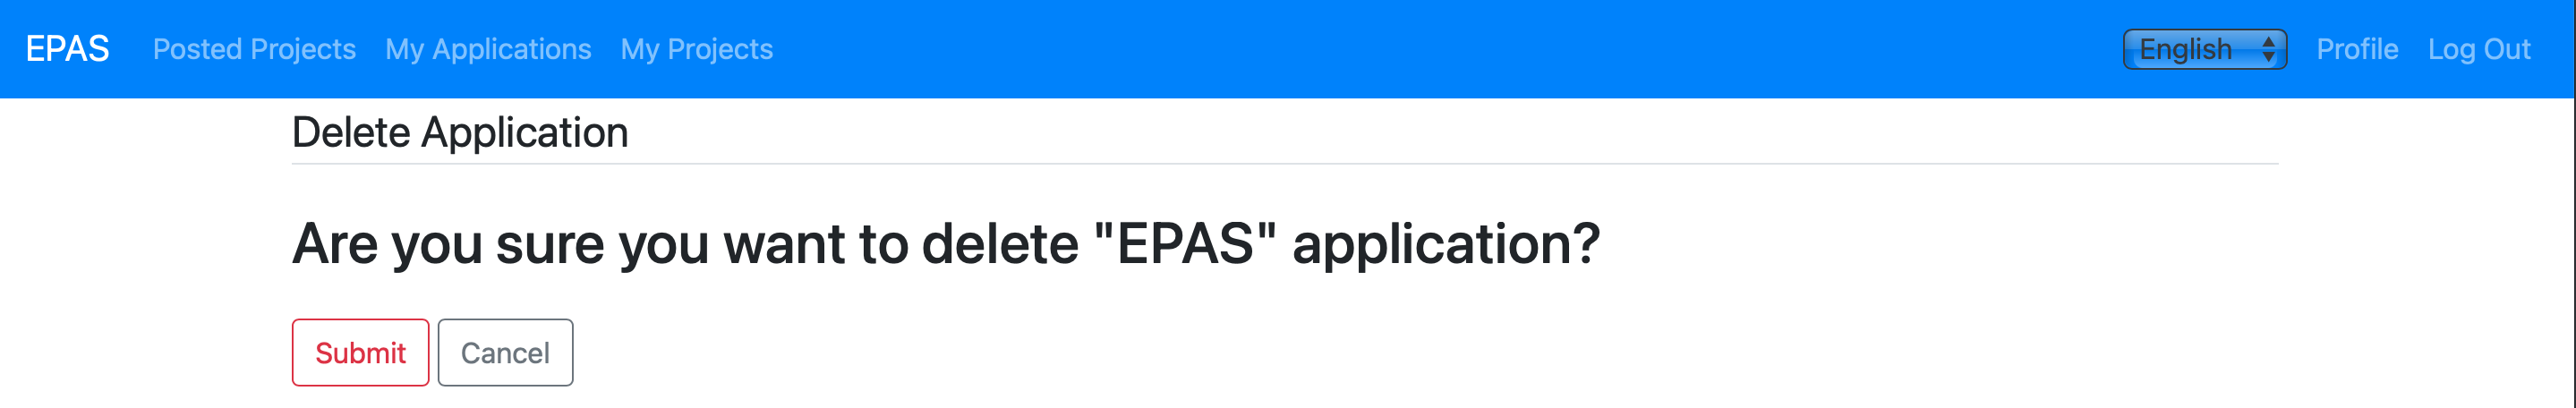 EPAS Posted Projects My Applications My Projects English Profile Log Out
Delete Application
Are you sure you want to delete "EPAS" application?
Submit Cancel